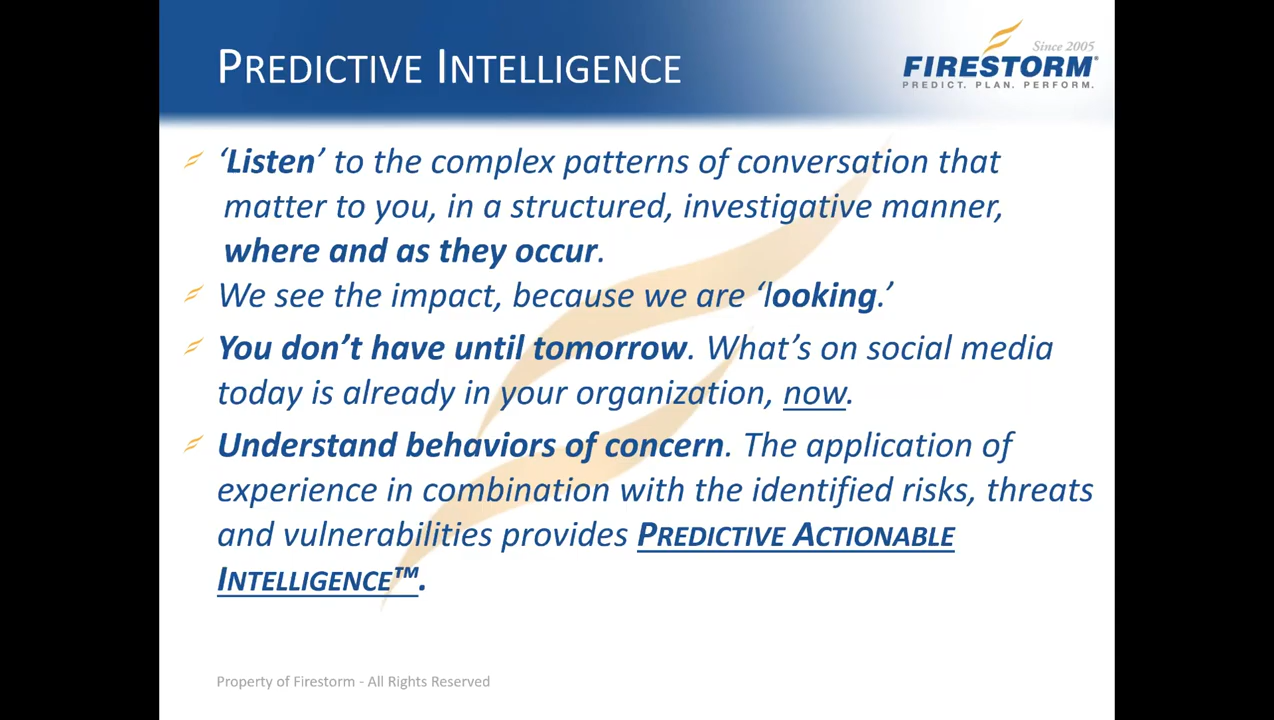 PREDICTIVE INTELLIGENCE
Since 2005
FIRESTORM®
PREDICT. PLAN. PERFORM.
‘Listen’ to the complex patterns of conversation that
matter to you, in a structured, investigative manner,
where and as they occur.
We see the impact, because we are ‘looking.’
You don’t have until tomorrow. What’s on social media
today is already in your organization, now.
Understand behaviors of concern. The application of
experience in combination with the identified risks, threats
and vulnerabilities provides PREDICTIVE ACTIONABLE
INTELLIGENCE™.
Property of Firestorm - All Rights Reserved